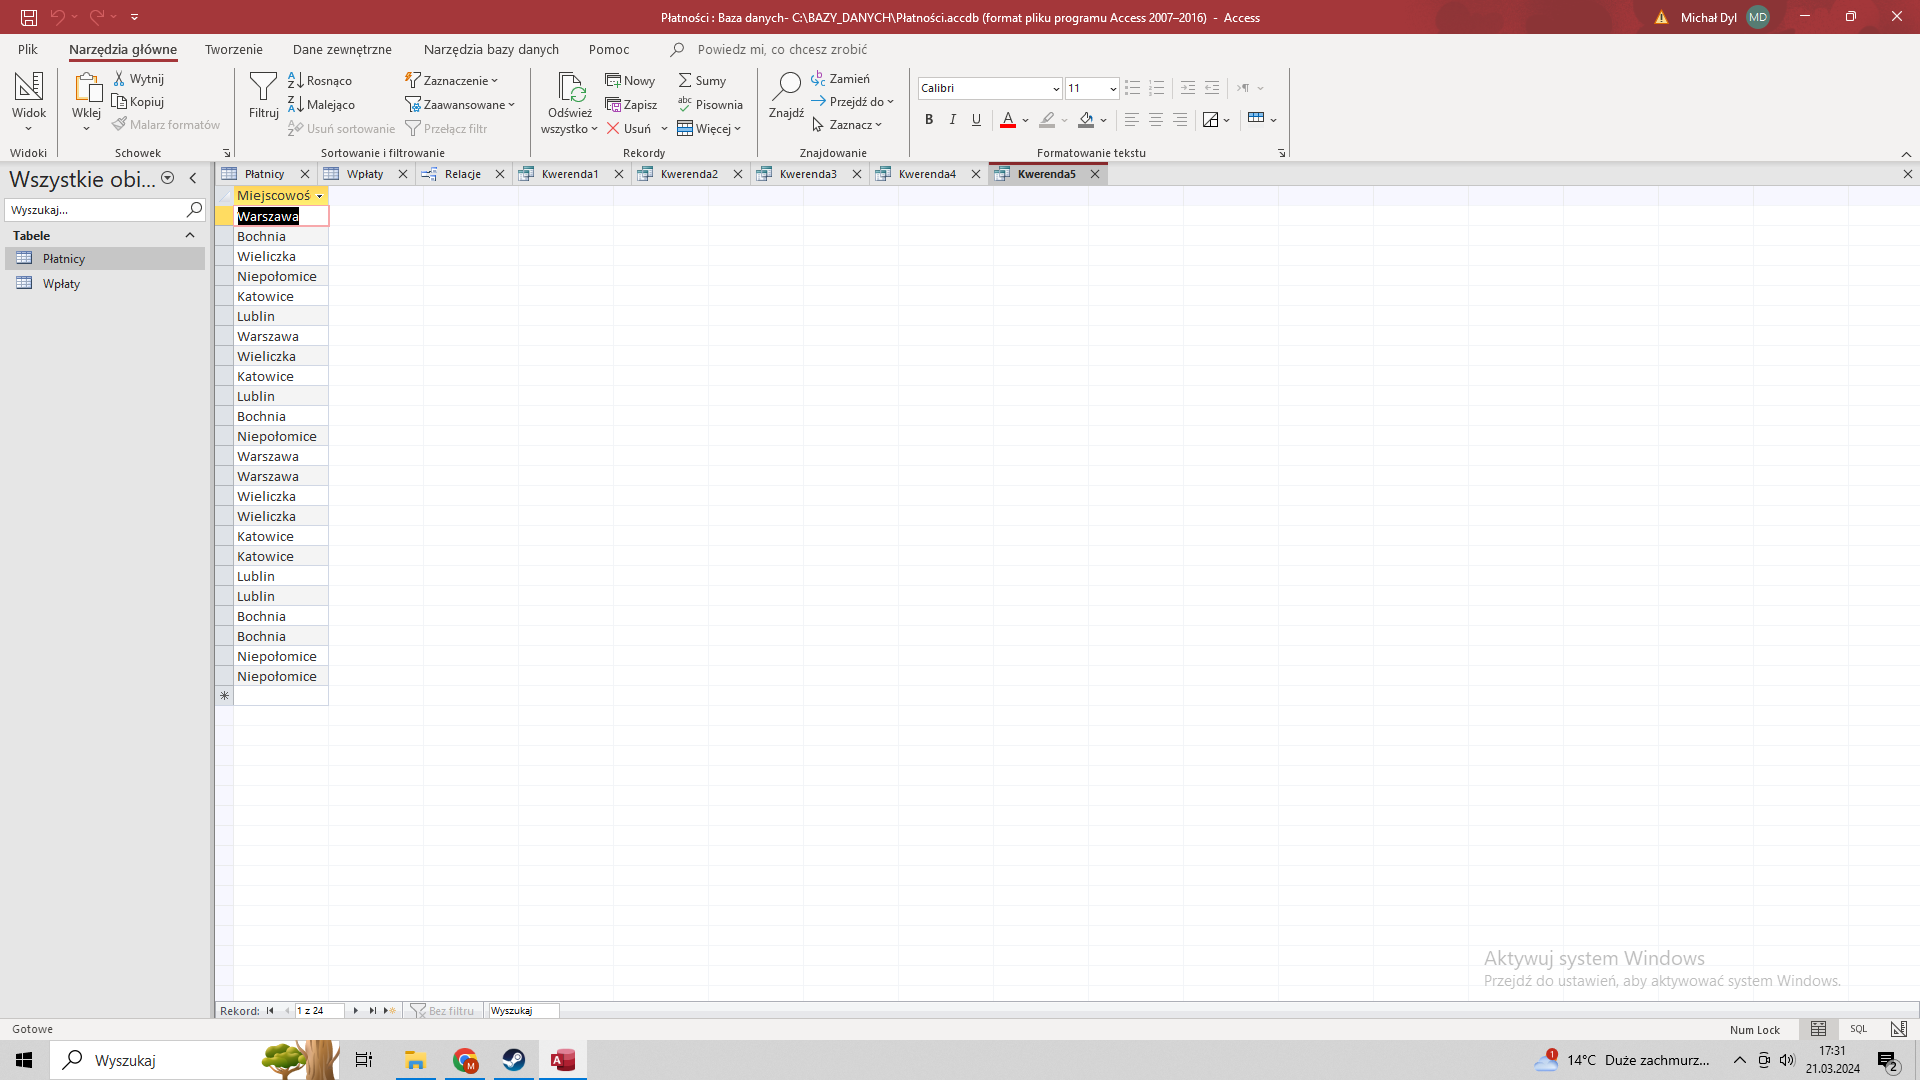 Płatności : Baza danych- C:\BAZY_DANYCH\Płatności.accdb (format pliku programu Access 2007–2016)  -  Access
Michał Dyl
MD
Plik
Narzędzia główne
Tworzenie
Dane zewnętrzne
Narzędzia bazy danych
Pomoc
Powiedz mi, co chcesz zrobić
Widok
Widoki
Wklej
Wytnij
Kopiuj
Malarz formatów
Schowek
Filtruj
Rosnąco
Malejąco
Usuń sortowanie
Zaznaczenie
Zaawansowane
Przełącz filtr
Sortowanie i filtrowanie
Odśwież
wszystko
Nowy
Zapisz
Usuń
Sumy
Pisownia
Więcej
Rekordy
Znajdź
Zamień
Przejdź do
Zaznacz
Znajdowanie
Calibri
11
B I U
Formatowanie tekstu
Wszystkie obi...
Wyszukaj...
Tabele
Płatnicy
Wpłaty
Płatnicy
Wpłaty
Relacje
Kwerenda1
Kwerenda2
Kwerenda3
Kwerenda4
Kwerenda5
Miejscowoś
Warszawa
Bochnia
Wieliczka
Niepołomice
Katowice
Lublin
Warszawa
Wieliczka
Katowice
Lublin
Bochnia
Niepołomice
Warszawa
Warszawa
Wieliczka
Wieliczka
Katowice
Katowice
Lublin
Lublin
Bochnia
Bochnia
Niepołomice
Niepołomice
Aktywuj system Windows
Przejdź do ustawień, aby aktywować system Windows.
Rekord:
1 z 24
Bez filtru
Wyszukaj
Gotowe
Num Lock
SQL
Wyszukaj
M
A
1
14°C  Duże zachmurz...
17:31
21.03.2024
2